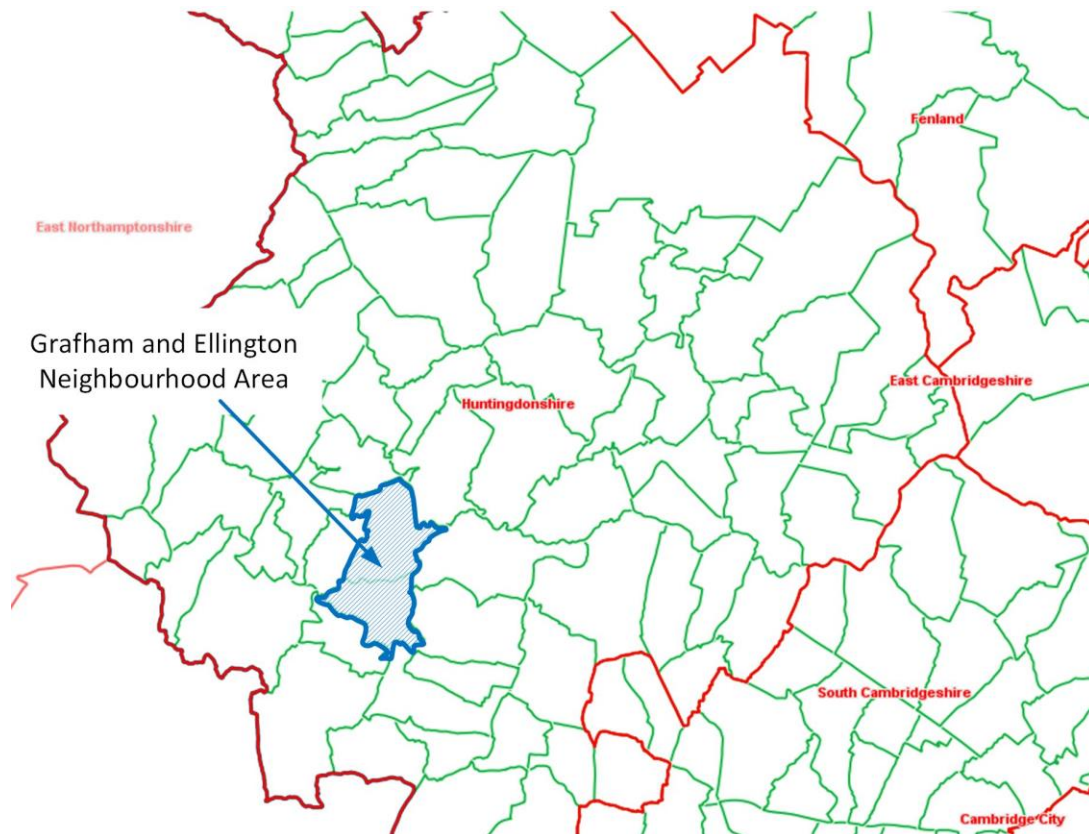 Fenland
East Northamptonshire
Grafham and Ellington
Neighbourhood Area
East Cambridgeshire
Huntingdonshire
South Cambridgeshire
Cambridge City